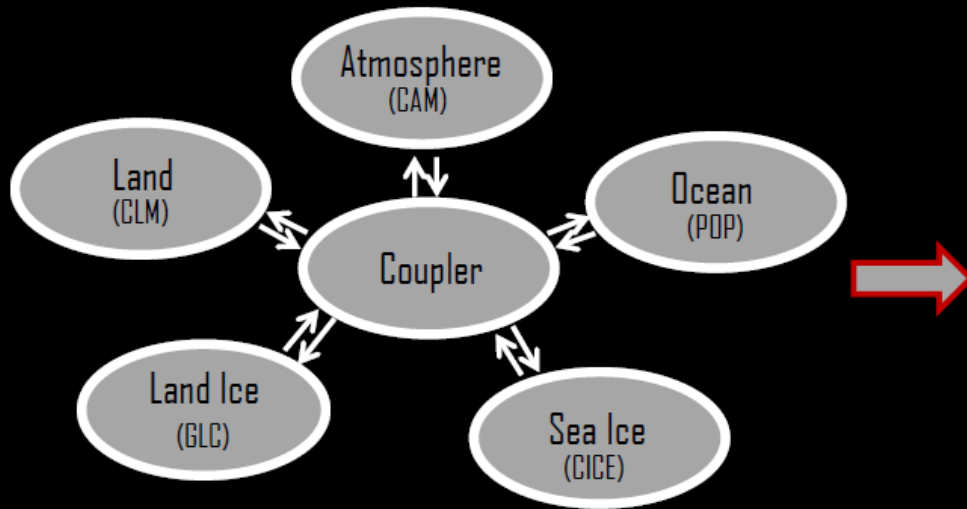 Atmosphere
(CAM)
Land
(CLM)
Ocean
(POP)
Coupler
Land Ice
(GLC)
Sea Ice
(CICE)